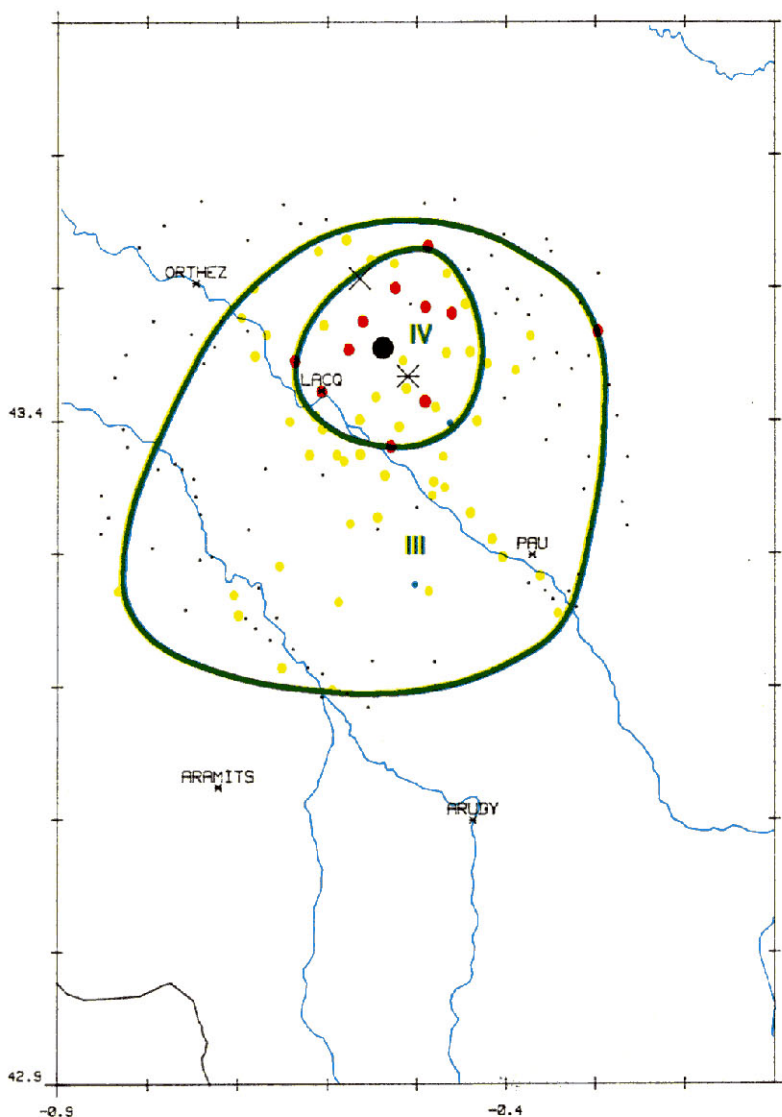 ORTHEZ
IV
LACQ
43.4
III
PAU
ARAMITS
ARUDY
42.9
-0.9
-0.4